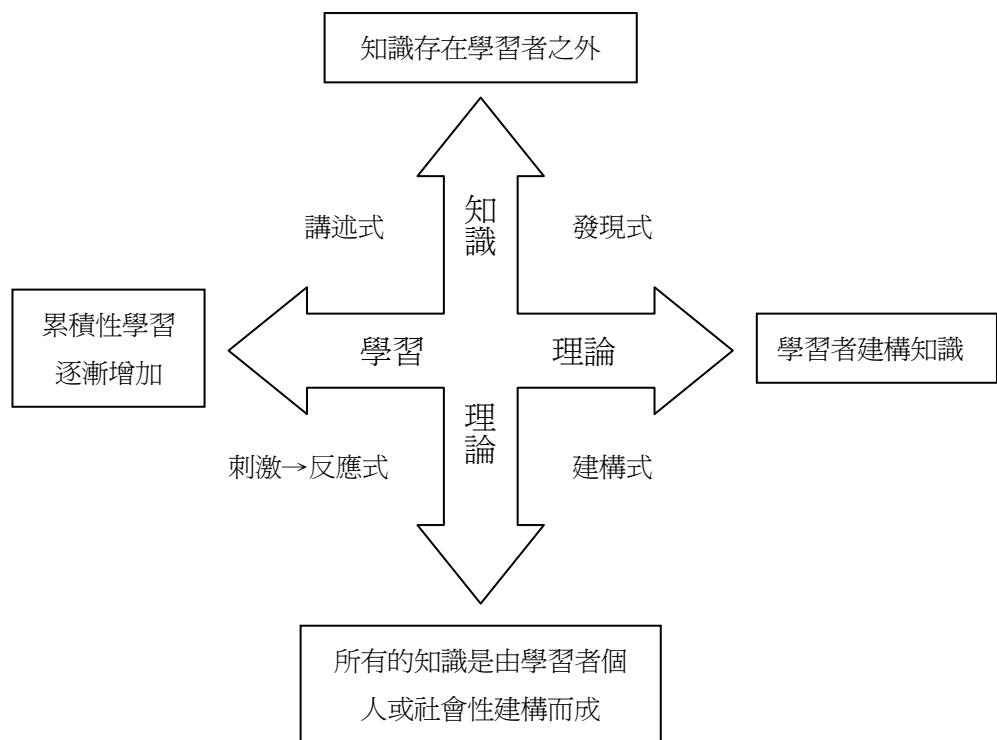 知識存在學習者之外
知識
講述式
發現式
累積性學習
逐漸增加
學習
理論
學習者建構知識
理論
刺激→反應式
建構式
所有的知識是由學習者個
人或社會性建構而成